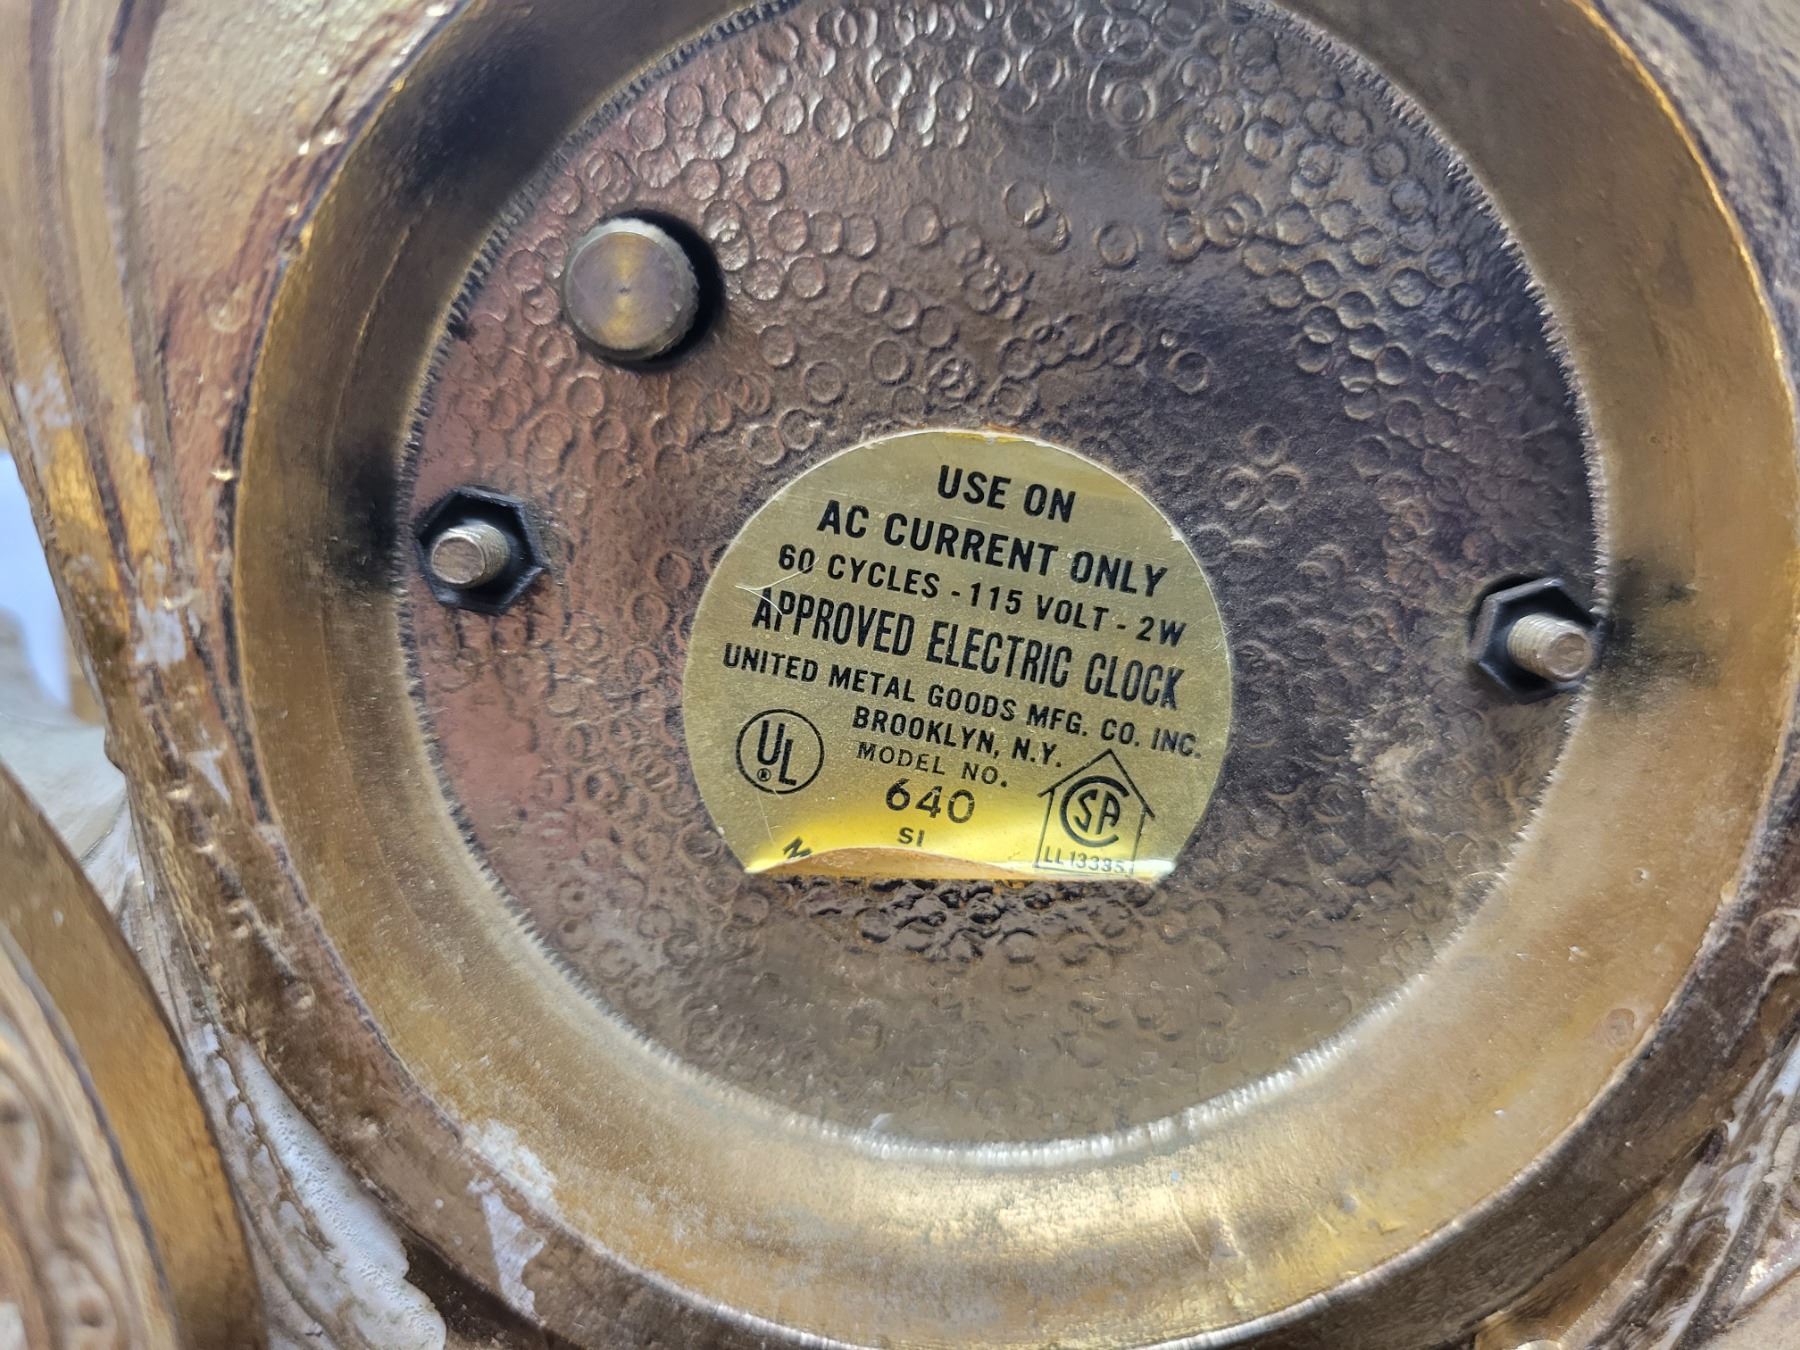 USE ON
AC CURRENT ONLY
60 CYCLES - 115 VOLT - 2W
APPROVED ELECTRIC CLOCK
UNITED METAL GOODS MFG. CO. INC.
BROOKLYN, N.Y.
UL ®
MODEL NO.
640
SI
CSA